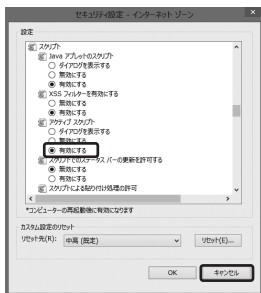 セキュリティ設定 - インターネット ゾーン
×
設定
スクリプト
Java アプレットのスクリプト
ダイアログを表示する
無効にする
有効にする
XSS フィルターを有効にする
無効にする
有効にする
アクティブ スクリプト
ダイアログを表示する
無効にする
有効にする
スクリプトでのステータス バーの更新を許可する
無効にする
有効にする
スクリプトによる貼り付け処理の許可
*コンピューターの再起動後に有効になります
カスタム設定のリセット
リセット先(R): 中高 (既定) リセット(E)...
OK キャンセル